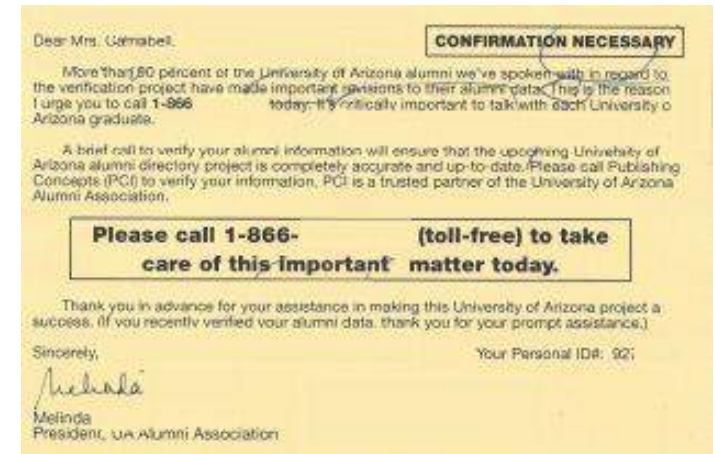 Dear Mrs. Camabell.
CONFIRMATION NECESSARY
More than 80 percent of the University of Arizona alumni we've spoken with in regard to
the verification project have made important revisions to their alumni data. This is the reason
I urge you to call 1-866 today. It's critically important to talk with each University o
Arizona graduate.
A brief call to verify your alumni information will ensure that the upcoming University of
Arizona alumni directory project is completely accurate and up-to-date. Please call Publishing
Concepts (PCI) to verify your information. PCI is a trusted partner of the University of Arizona
Alumni Association.
Please call 1-866- (toll-free) to take
care of this important matter today.
Thank you in advance for your assistance in making this University of Arizona project a
success. (If you recently verified your alumni data, thank you for your prompt assistance.)
Sincerely,
Your Personal ID#: 92
Melinda
Melinda
President, UA Alumni Association